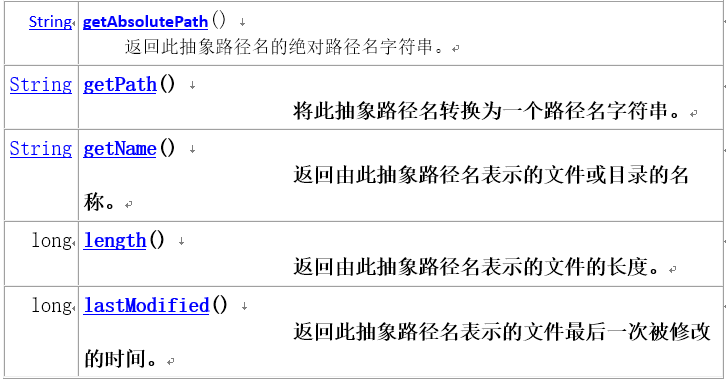 String getAbsolutePath()
返回此抽象路径名的绝对路径名字符串。
String getPath()
将此抽象路径名转换为一个路径名字符串。
String getName()
返回由此抽象路径名表示的文件或目录的名
称。
long length()
返回由此抽象路径名表示的文件的长度。
long lastModified()
返回此抽象路径名表示的文件最后一次被修改
的时间。